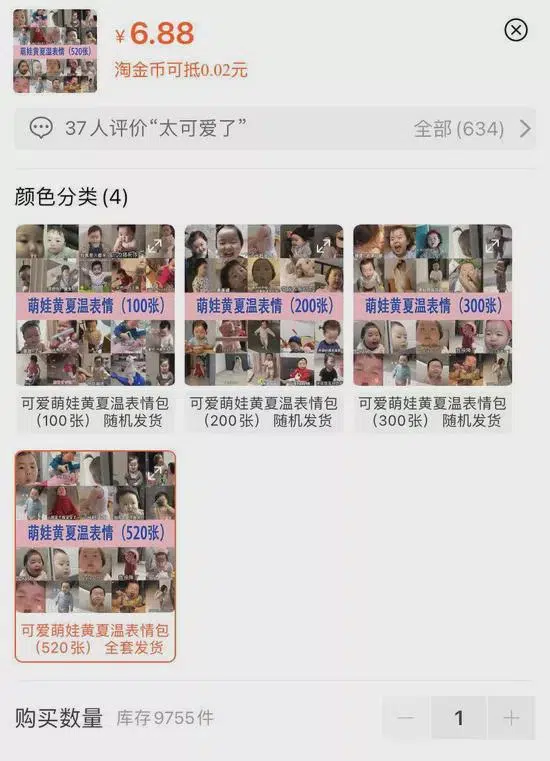 萌娃黄夏温表情(520张)
¥6.88
淘金币可抵0.02元
37人评价“太可爱了”
全部(634)
颜色分类(4)
萌娃黄夏温表情(100张)
萌娃黄夏温表情(200张)
萌娃黄夏温表情(300张)
可爱萌娃黄夏温表情包
(100张) 随机发货
可爱萌娃黄夏温表情包
(200张) 随机发货
可爱萌娃黄夏温表情包
(300张) 随机发货
萌娃黄夏温表情(520张)
可爱萌娃黄夏温表情包
(520张) 全套发货
购买数量 库存9755件
1